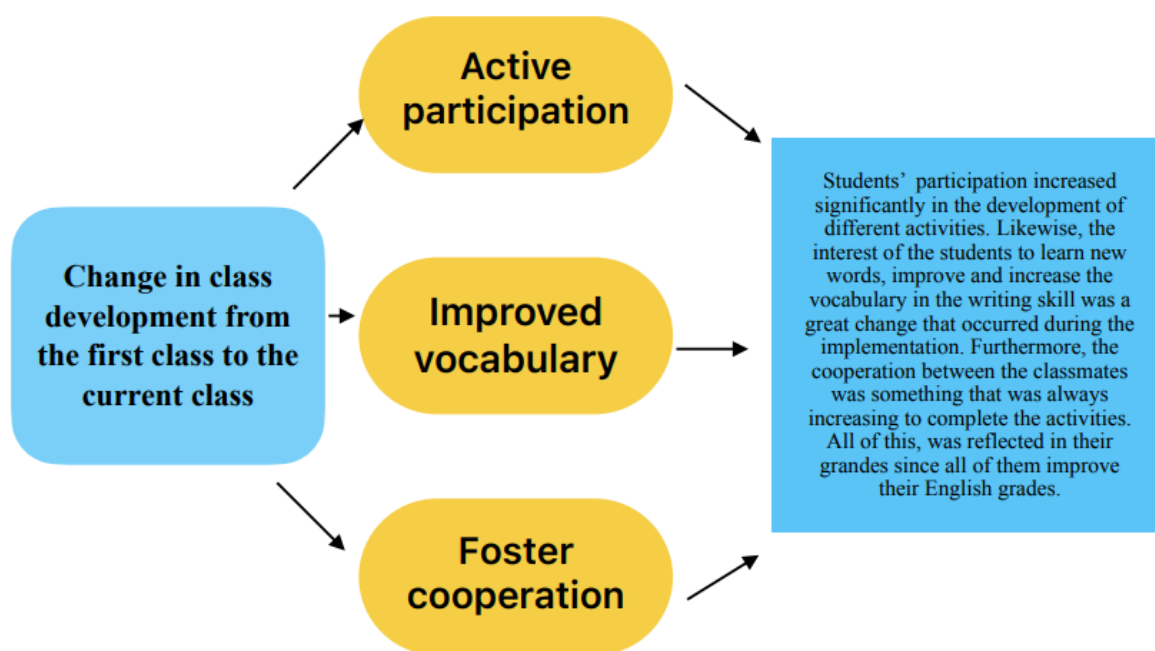 Change in class
development from
the first class to the
current class
Active
participation
Improved
vocabulary
Foster
cooperation
Students’ participation increased
significantly in the development of
different activities. Likewise, the
interest of the students to learn new
words, improve and increase the
vocabulary in the writing skill was a
great change that occurred during the
implementation. Furthermore, the
cooperation between the classmates
was something that was always
increasing to complete the activities.
All of this, was reflected in their
grandes since all of them improve
their English grades.